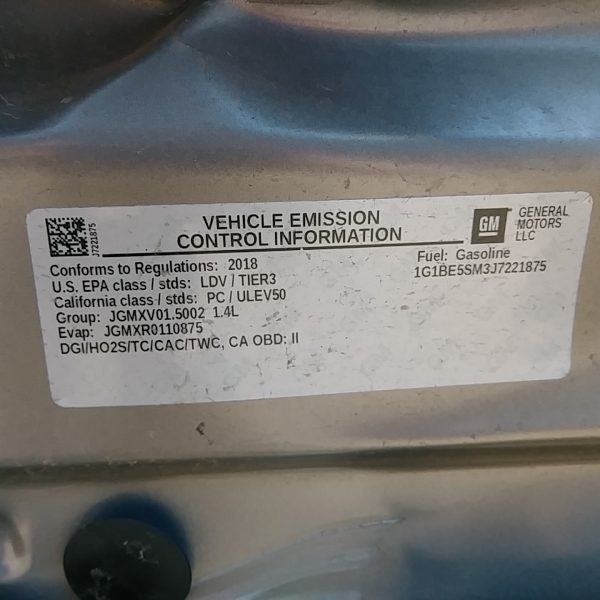 J7221875
VEHICLE EMISSION
CONTROL INFORMATION
GM
GENERAL
MOTORS
LLC
Conforms to Regulations: 2018
U.S. EPA class / stds: LDV / TIER3
California class / stds: PC / ULEV50
Group: JGMXV01.5002 1.4L
Evap: JGMXR0110875
DGI/HO2S/TC/CAC/TWC, CA OBD: II
Fuel: Gasoline
1G1BE5SM3J7221875